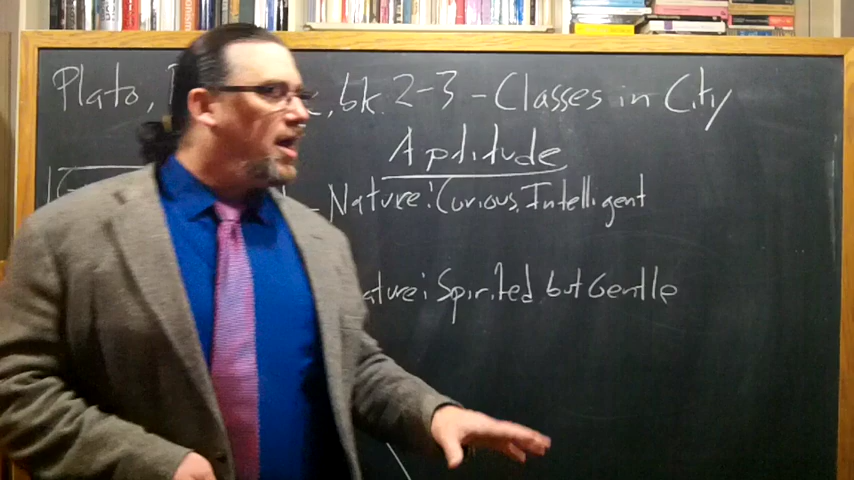 Plato, bk. 2-3 - Classes in City
Aptitude
- Nature: Curious, Intelligent
ature: Spirited but Gentle